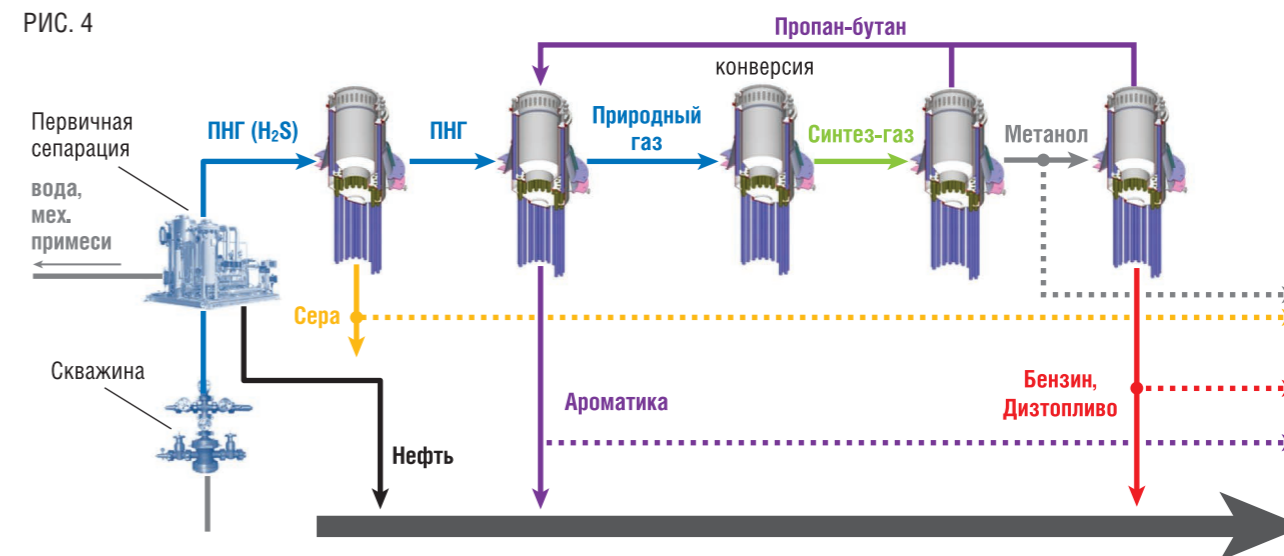 РИС. 4
Пропан-бутан
конверсия
Первичная
сепарация
ПНГ (H₂S)
ПНГ
Природный
газ
Синтез-газ
Метанол
вода,
мех.
примеси
Сера
Скважина
Бензин,
Дизтопливо
Ароматика
Нефть